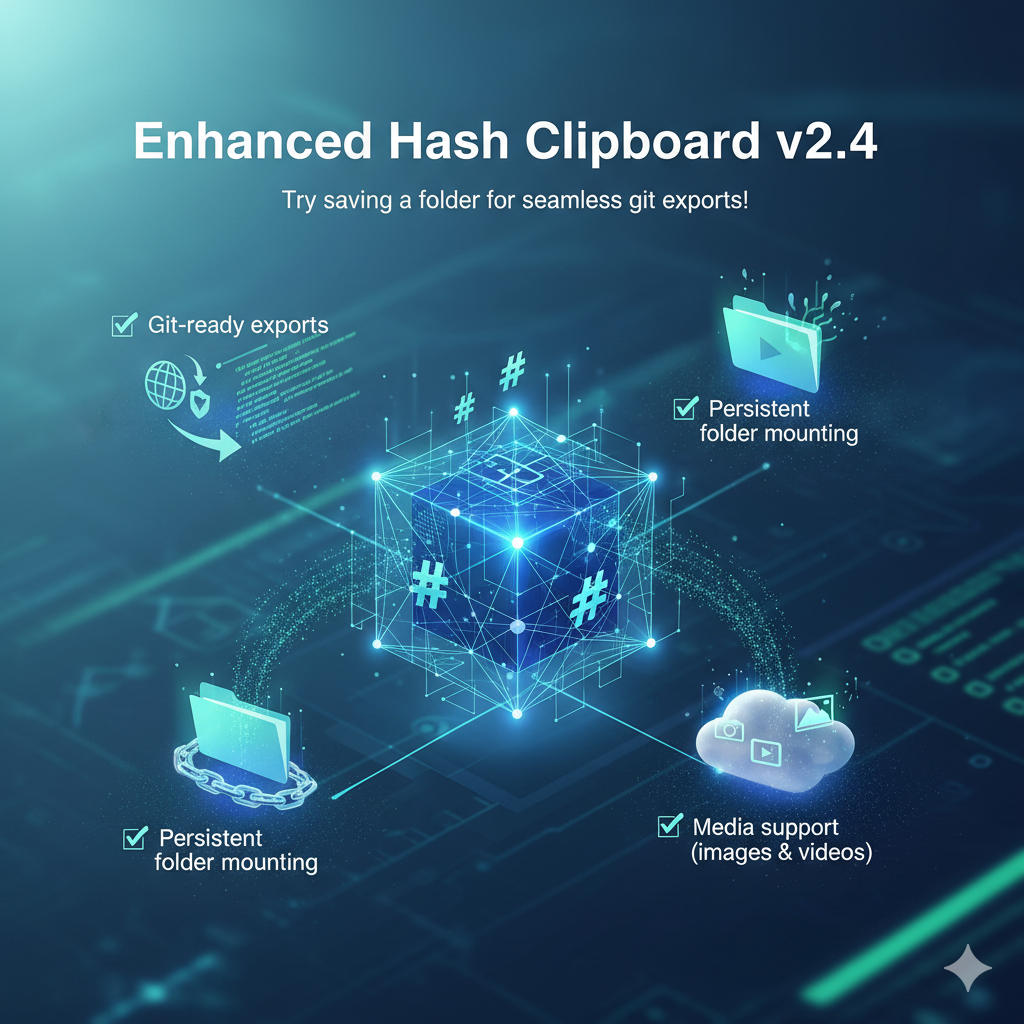 Enhanced Hash Clipboard v2.4
Try saving a folder for seamless git exports!
Git-ready exports
#
#
Persistent
folder mounting
#
#
Persistent
folder mounting
Media support
(images & videos)